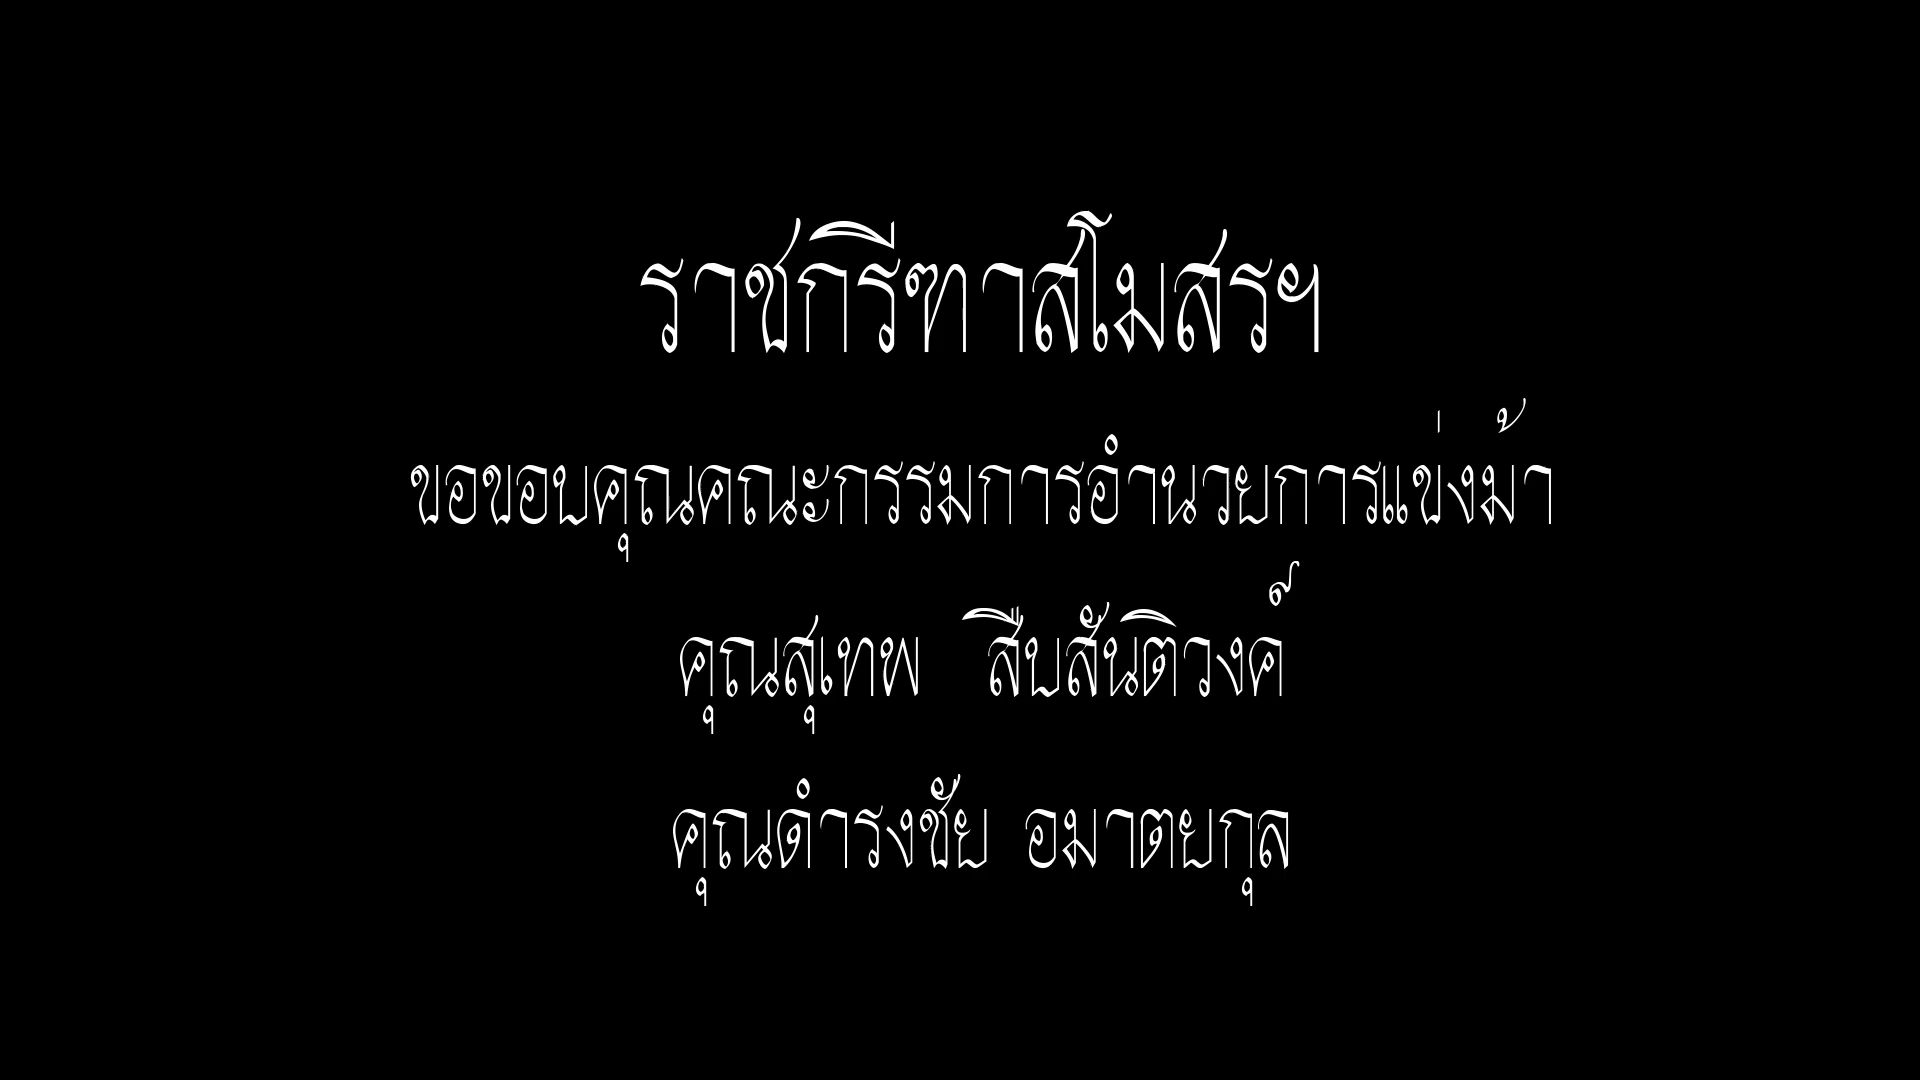 ราชกรีฑาสโมสรฯ
ขอขอบคุณคณะกรรมการอำนวยการแข่งม้า
คุณสุเทพ สืบสันติวงค์
คุณดำรงชัย อมาตยกุล